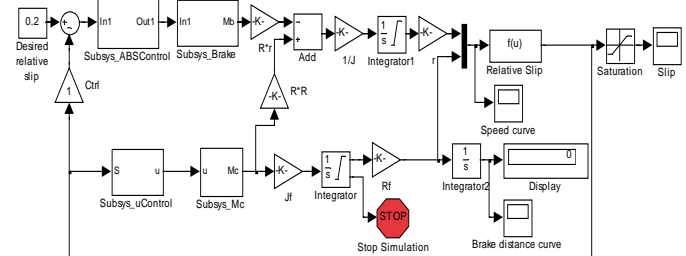 0.2
Desired
relative
slip
In1 Out1
Subsys_ABSControl
In1 Mb
Subsys_Brake
-K-
R*r
Add
-K-
1/J
1
s
Integrator1
-K-
r
f(u)
Relative Slip
Saturation
Slip
1
Ctrl
-K-
R*R
Speed curve
S u
Subsys_uControl
u Mc
Subsys_Mc
-K-
Jf
1
s
Integrator
-K-
Rf
1
s
Integrator2
0
Display
STOP
Stop Simulation
Brake distance curve